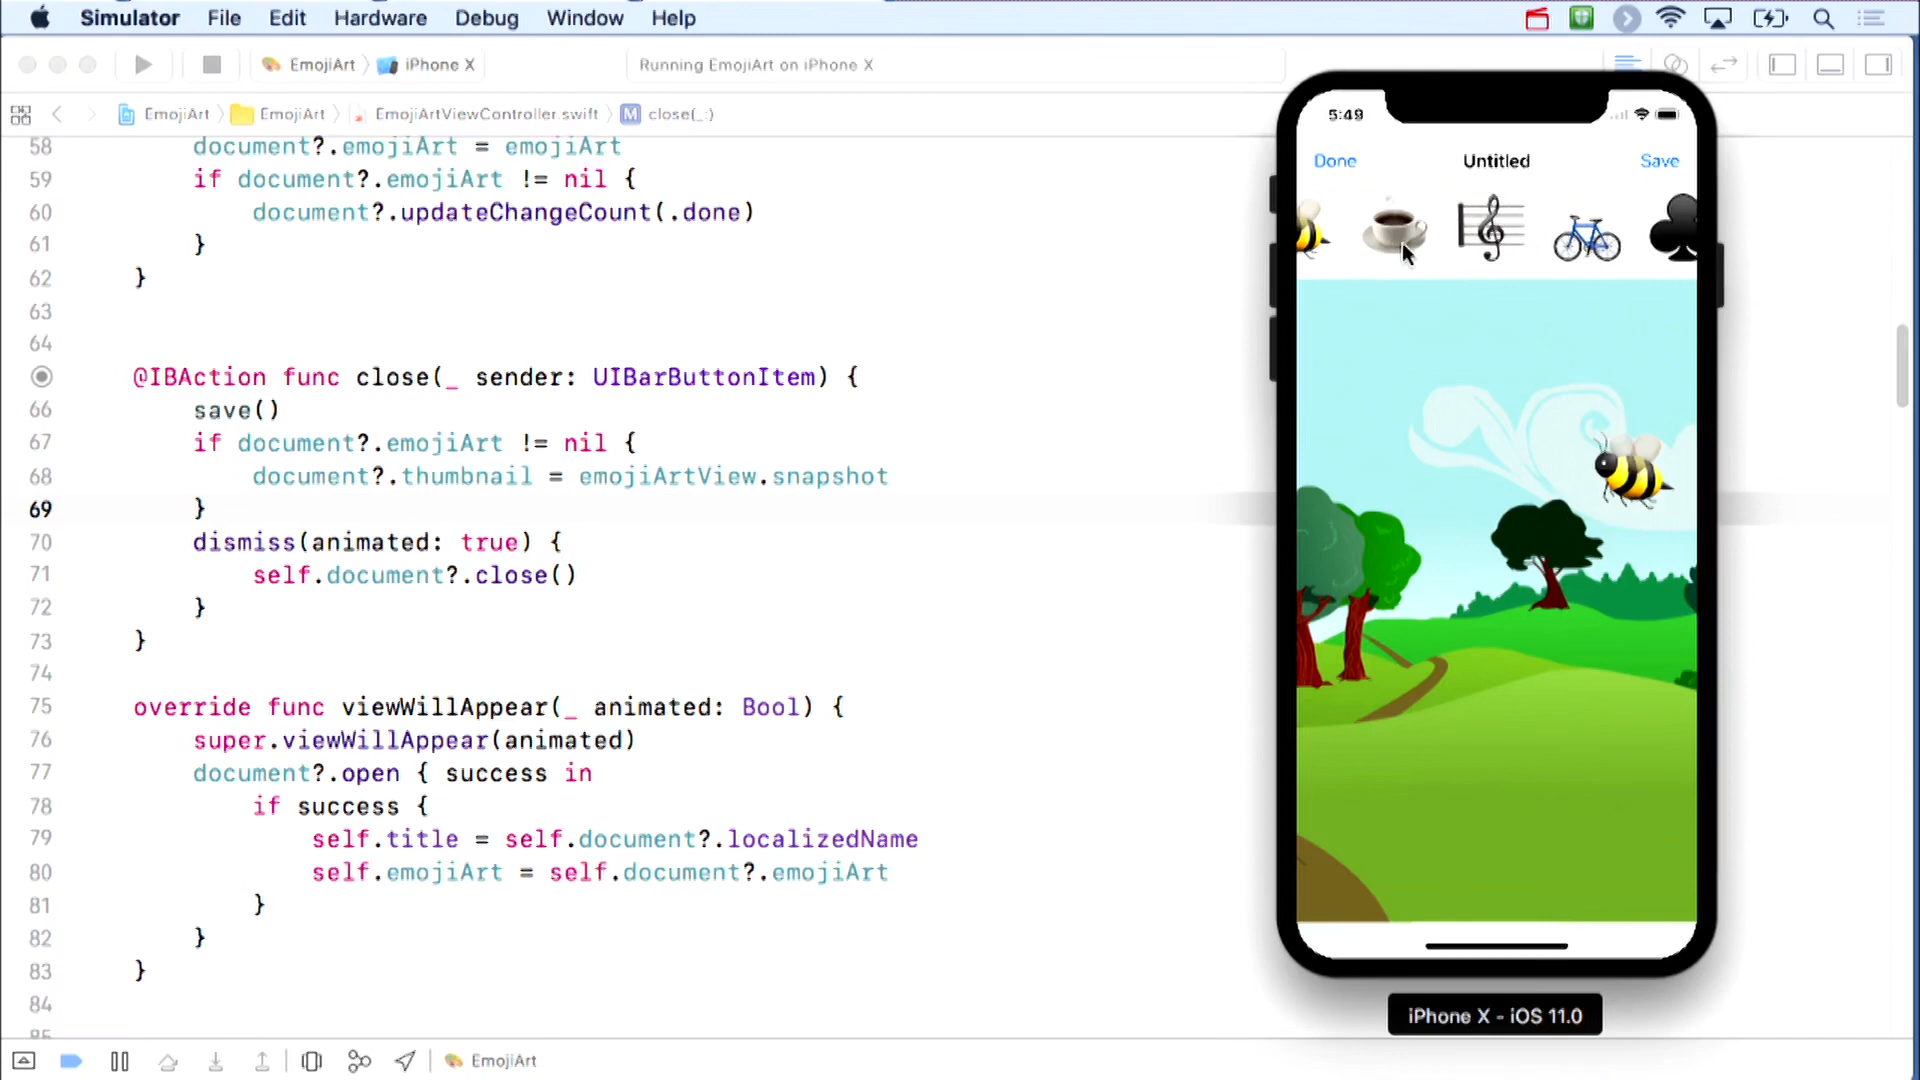 Simulator File Edit Hardware Debug Window Help
EmojiArt iPhone X Running EmojiArt on iPhone X
EmojiArt EmojiArt EmojiArtViewController.swift M close(_:)
58 document?.emojiArt = emojiArt
59 if document?.emojiArt != nil {
60 document?.updateChangeCount(.done)
61 }
62 }
63
64
@IBAction func close(_ sender: UIBarButtonItem) {
66 save()
67 if document?.emojiArt != nil {
68 document?.thumbnail = emojiArtView.snapshot
69 }
70 dismiss(animated: true) {
71 self.document?.close()
72 }
73 }
74
75 override func viewWillAppear(_ animated: Bool) {
76 super.viewWillAppear(animated)
77 document?.open { success in
78 if success {
79 self.title = self.document?.localizedName
80 self.emojiArt = self.document?.emojiArt
81 }
82 }
83 }
84
85
EmojiArt
5:49
Done Untitled Save
iPhone X - iOS 11.0